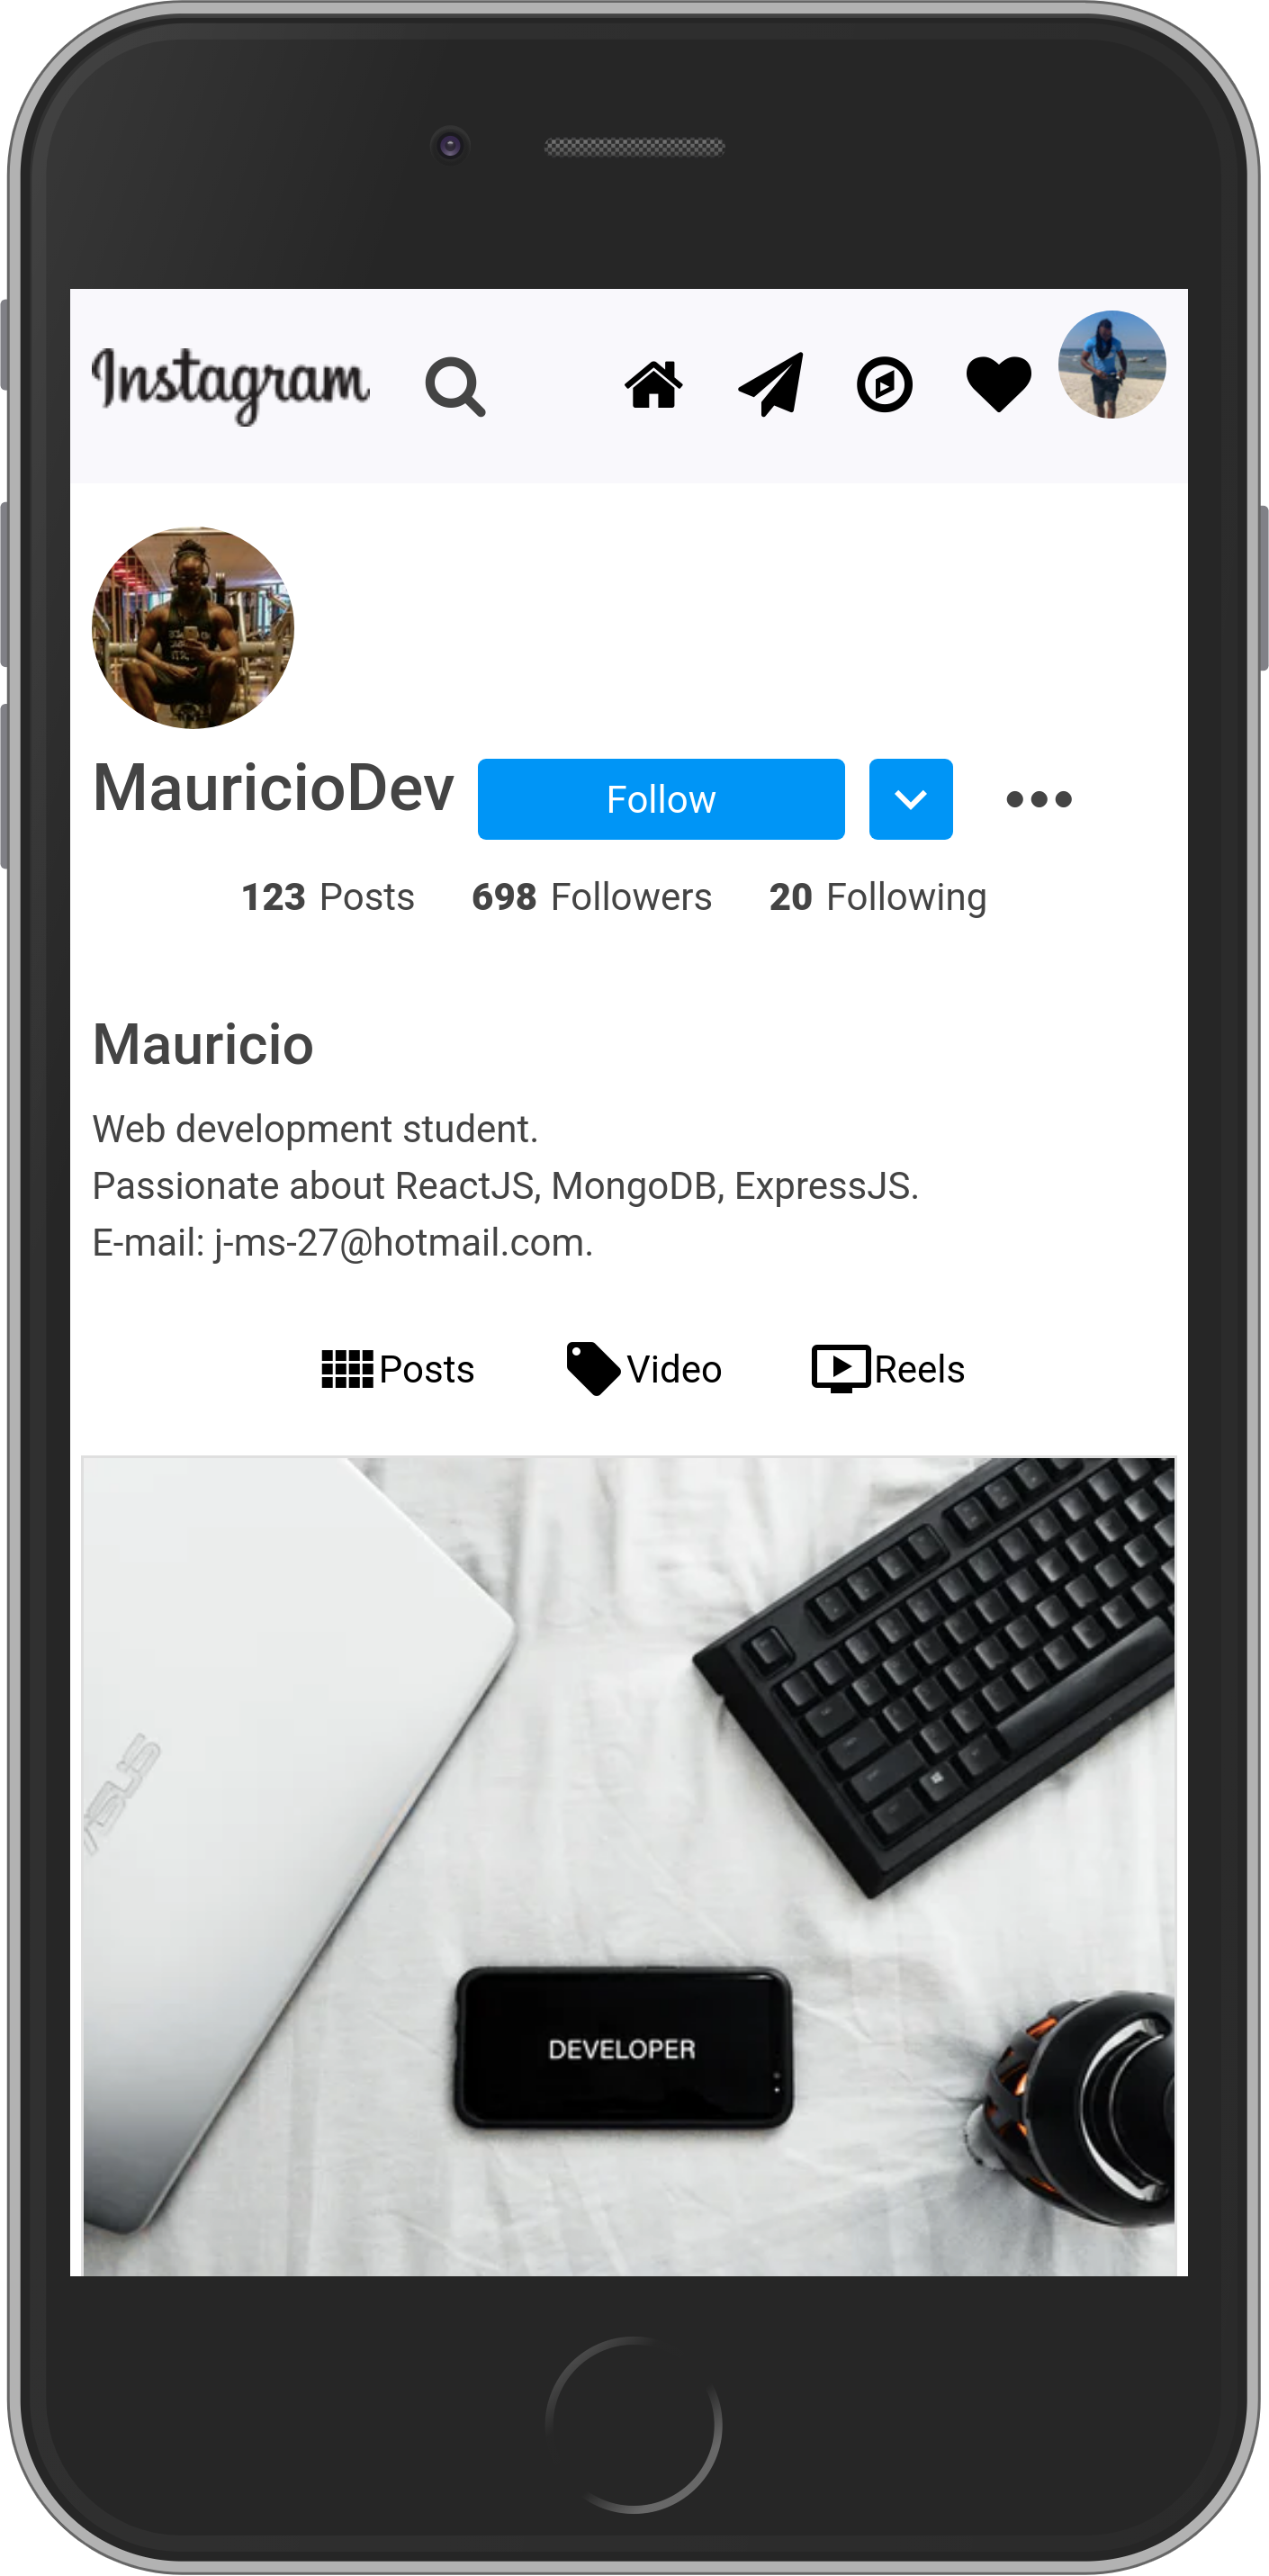 Instagram
MauricioDev Follow
123 Posts 698 Followers 20 Following
Mauricio
Web development student.
Passionate about ReactJS, MongoDB, ExpressJS.
E-mail: j-ms-27@hotmail.com.
Posts Video Reels
ASUS
DEVELOPER